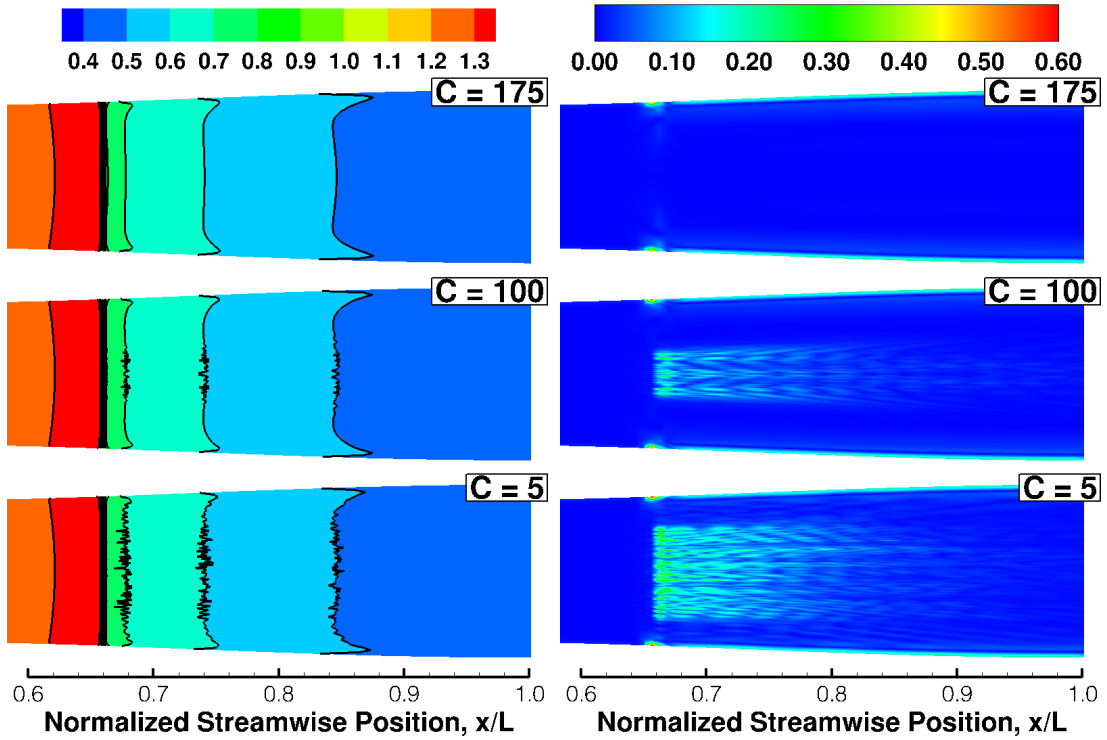 0.4 0.5 0.6 0.7 0.8 0.9 1.0 1.1 1.2 1.3
0.00 0.10 0.20 0.30 0.40 0.50 0.60
C = 175
C = 175
C = 100
C = 100
C = 5
C = 5
0.6 0.7 0.8 0.9 1.0
0.6 0.7 0.8 0.9 1.0
Normalized Streamwise Position, x/L
Normalized Streamwise Position, x/L